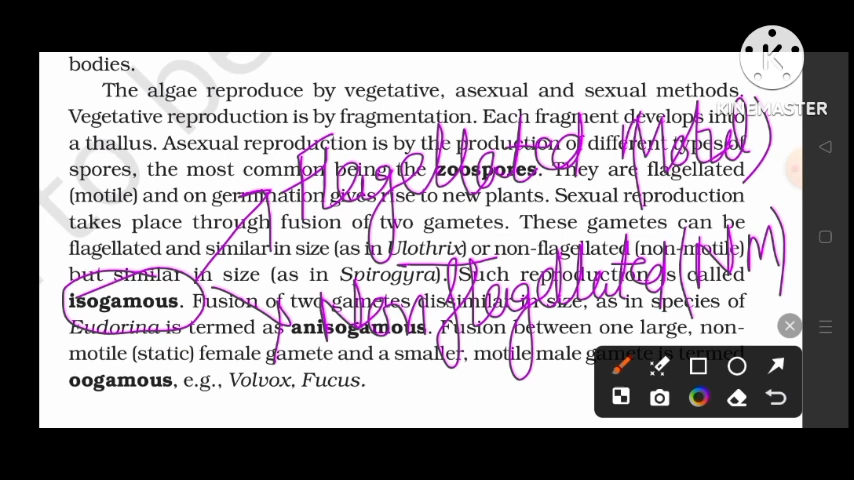 bodies.
The algae reproduce by vegetative, asexual and sexual methods.
Vegetative reproduction is by fragmentation. Each fragment develops into
a thallus. Asexual reproduction is by the production of different types of
spores, the most common being the zoospores. They are flagellated
(motile) and on germination gives rise to new plants. Sexual reproduction
takes place through fusion of two gametes. These gametes can be
flagellated and similar in size (as in Ulothrix) or non-flagellated (non-motile)
but similar in size (as in Spirogyra). Such reproduction is called
isogamous. Fusion of two gametes dissimilar in size, as in species of
Eudorina is termed as anisogamous. Fusion between one large, non-
motile (static) female gamete and a smaller, motile male gamete is termed
oogamous, e.g., Volvox, Fucus.
Flagellated (Motal)
Non flagellated (NM)
KINEMASTER